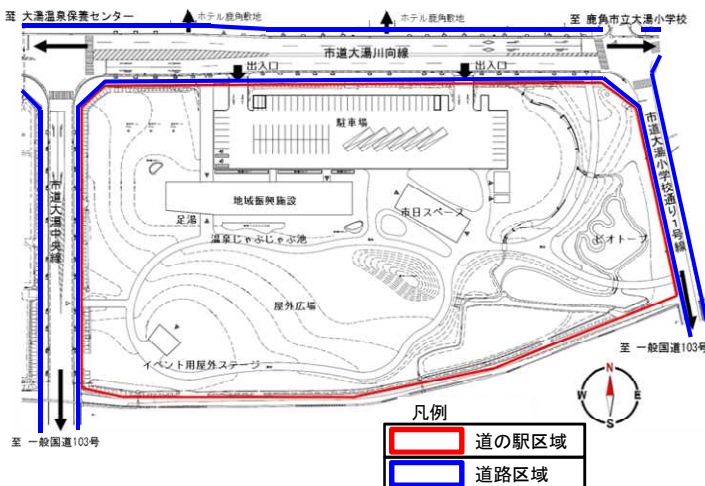 至 大湯温泉保養センター
ホテル鹿角敷地
ホテル鹿角敷地
至 鹿角市立大湯小学校
市道大湯川向線
出入口
出入口
駐車場
市道大湯小学校通り1号線
市道大湯中央線
地域振興施設
市日スペース
足湯
温泉じゃぶじゃぶ池
ビオトープ
屋外広場
イベント用屋外ステージ
至 一般国道103号
至 一般国道103号
N
W
E
S
凡例
道の駅区域
道路区域